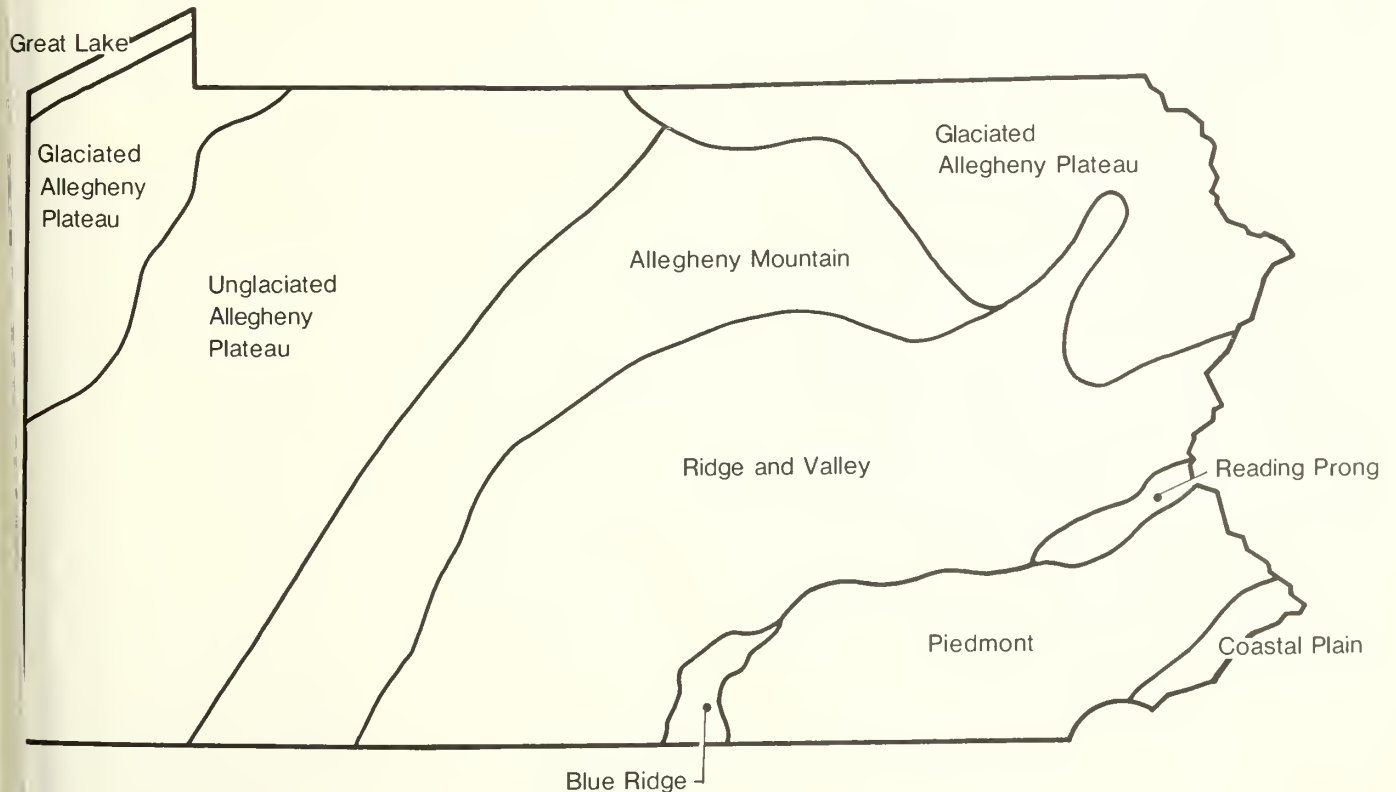 Great Lake
Glaciated
Allegheny
Plateau
Unglaciated
Allegheny
Plateau
Glaciated
Allegheny Plateau
Allegheny Mountain
Ridge and Valley
Reading Prong
Piedmont
Coastal Plain
Blue Ridge